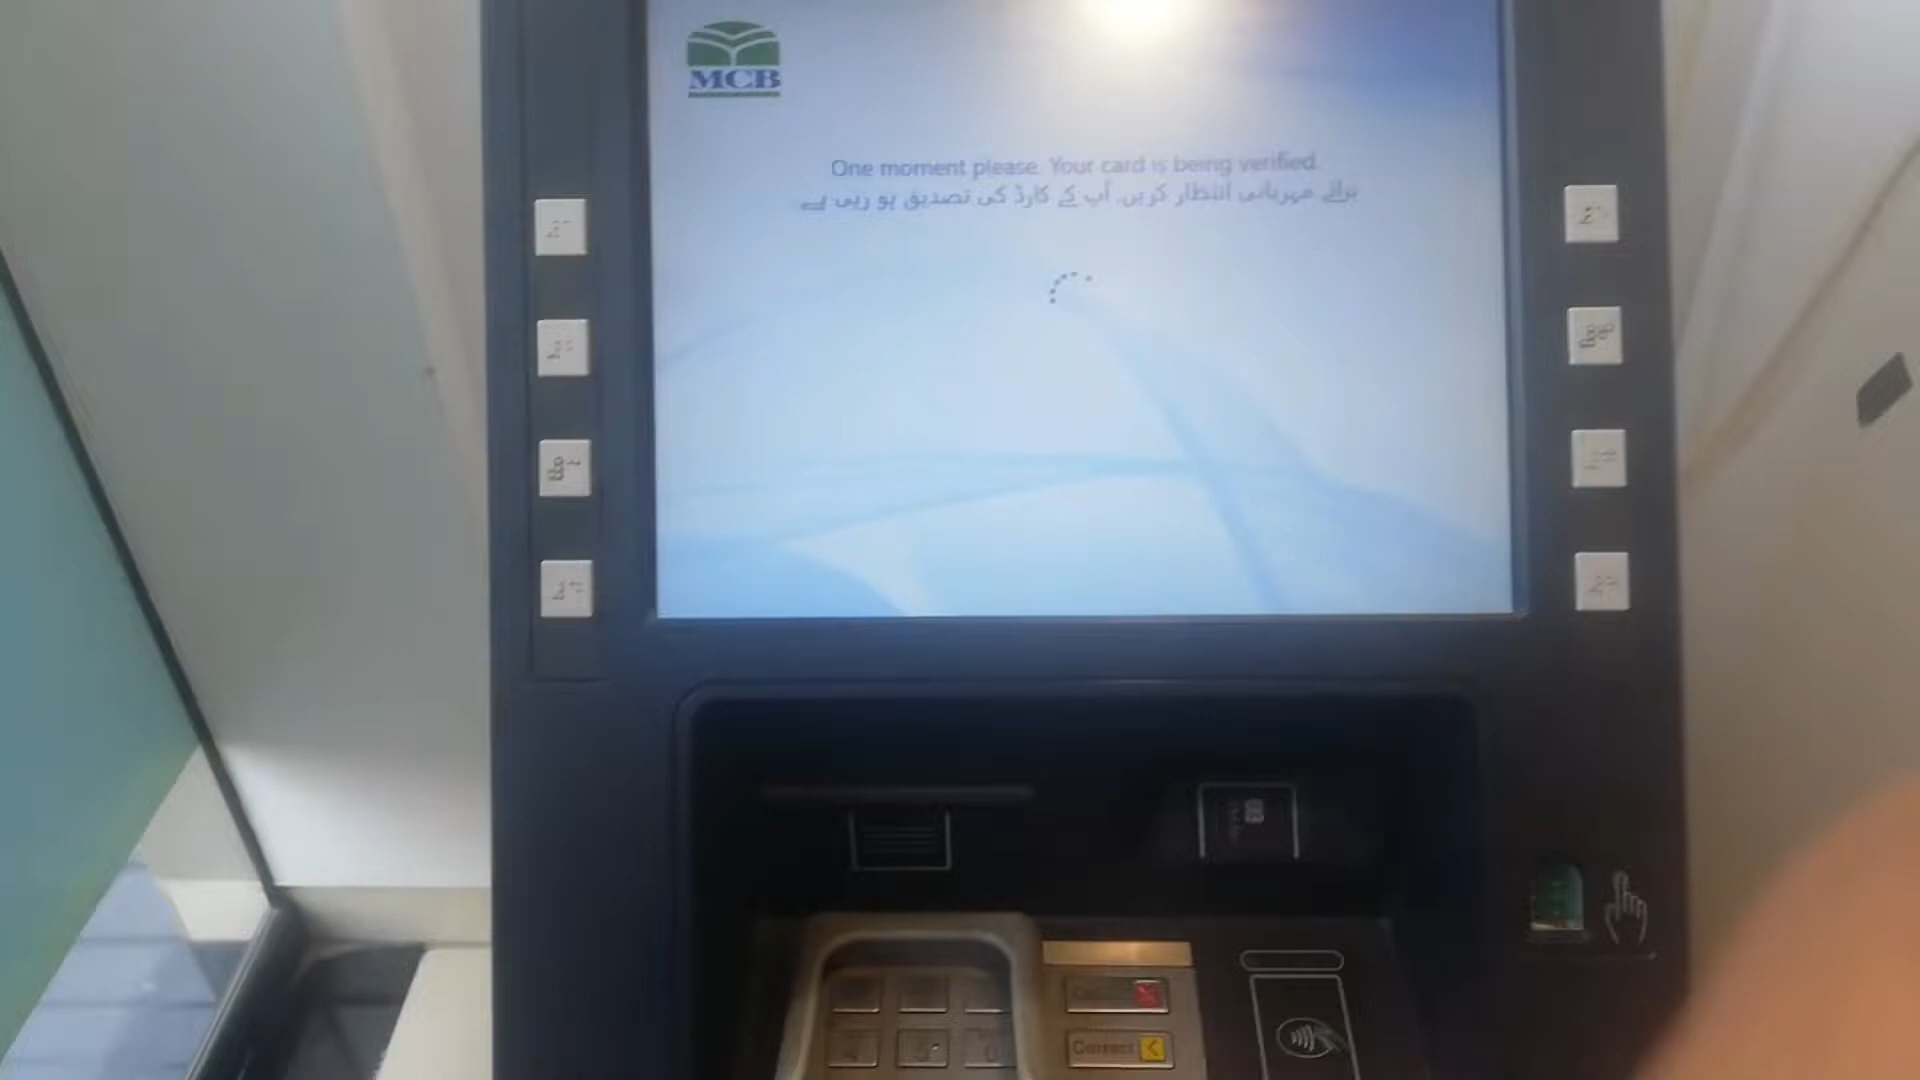 MCB
One moment please. Your card is being verified.
برائے مہربانی انتظار کریں. آپ کے کارڈ کی تصدیق ہو رہی ہے
Cancel
Correct